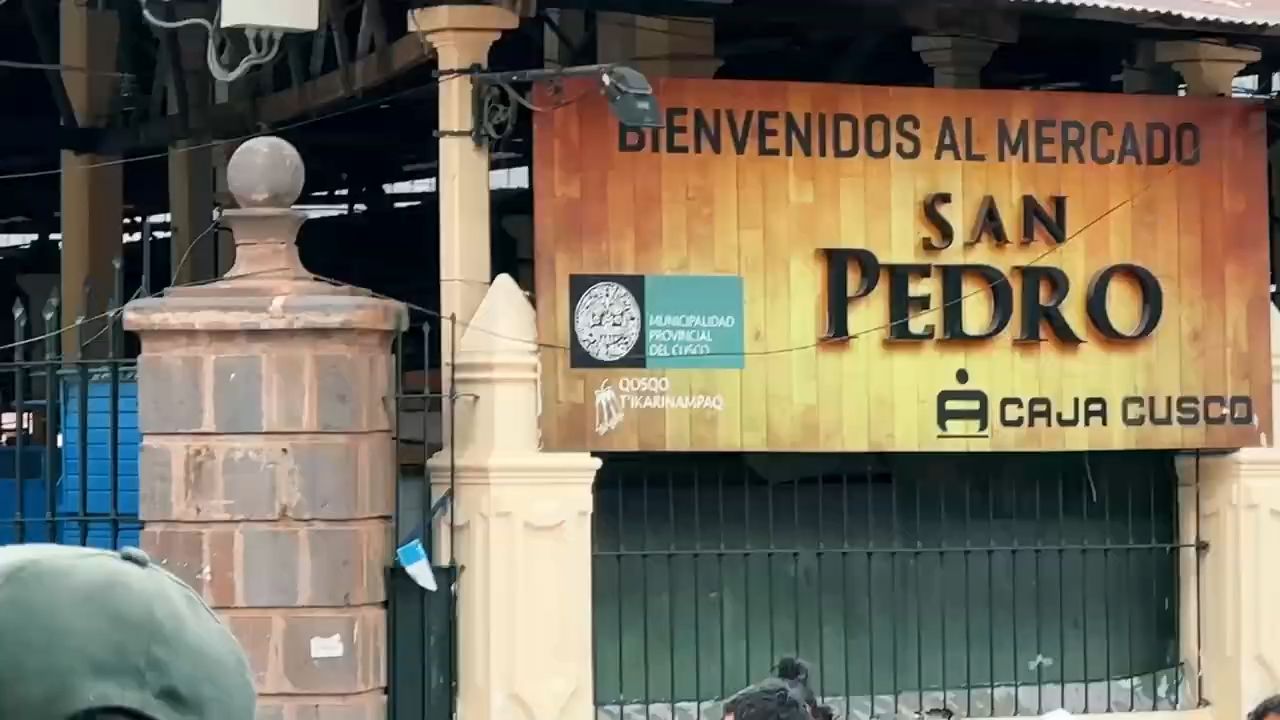 BIENVENIDOS AL MERCADO
SAN
PEDRO
MUNICIPALIDAD
PROVINCIAL
DEL CUSCO
QOSQO
T'IKARINAMPAQ
CAJA CUSCO